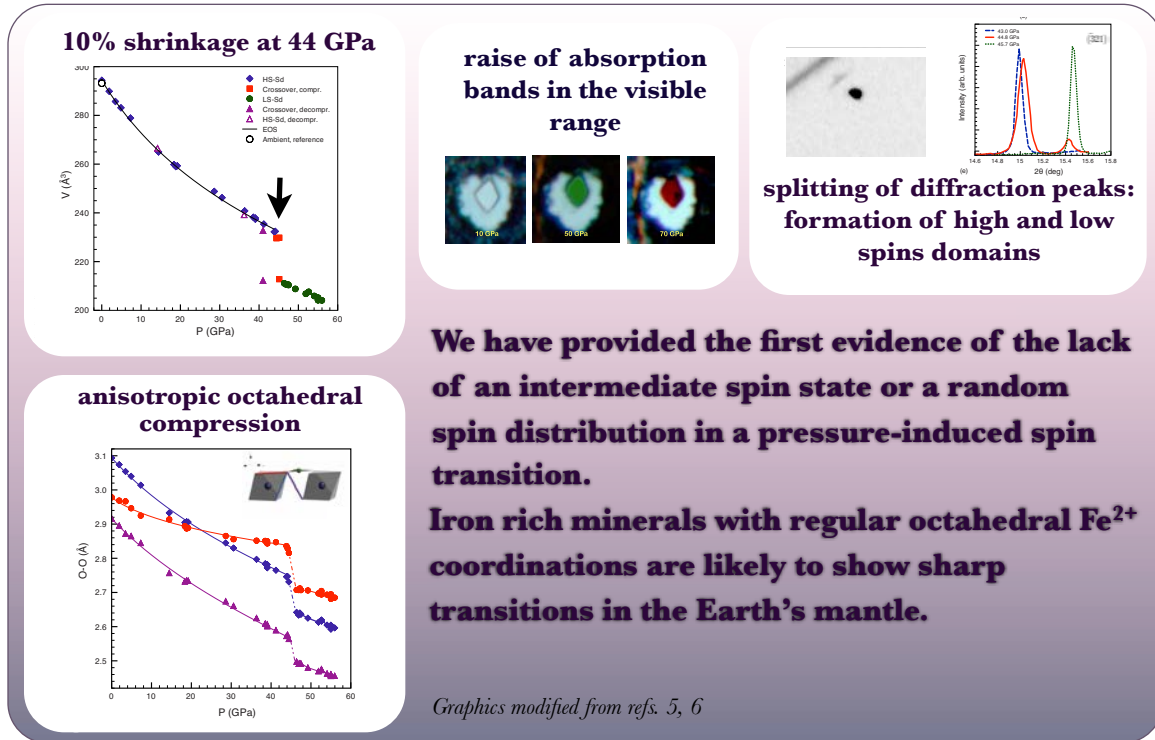 10% shrinkage at 44 GPa
300
280
260
240
220
200
V (Å³)
0
10
20
30
40
50
60
P (GPa)
HS-Sd
Crossover, compr.
LS-Sd
Crossover, decompr.
HS-Sd, decompr.
EOS
Ambient, reference
raise of absorption
bands in the visible
range
10 GPa
50 GPa
70 GPa
43.0 GPa
44.8 GPa
45.7 GPa
(321)
Intensity (arb. units)
14.6
15
15.2
15.4
15.6
15.8
2Θ (deg)
(e)
splitting of diffraction peaks:
formation of high and low
spins domains
anisotropic octahedral
compression
3.1
3.0
2.9
2.8
2.7
2.6
2.5
O-O (Å)
0
10
20
30
40
50
60
P (GPa)
We have provided the first evidence of the lack
of an intermediate spin state or a random
spin distribution in a pressure-induced spin
transition.
Iron rich minerals with regular octahedral Fe²⁺
coordinations are likely to show sharp
transitions in the Earth's mantle.
Graphics modified from refs. 5, 6